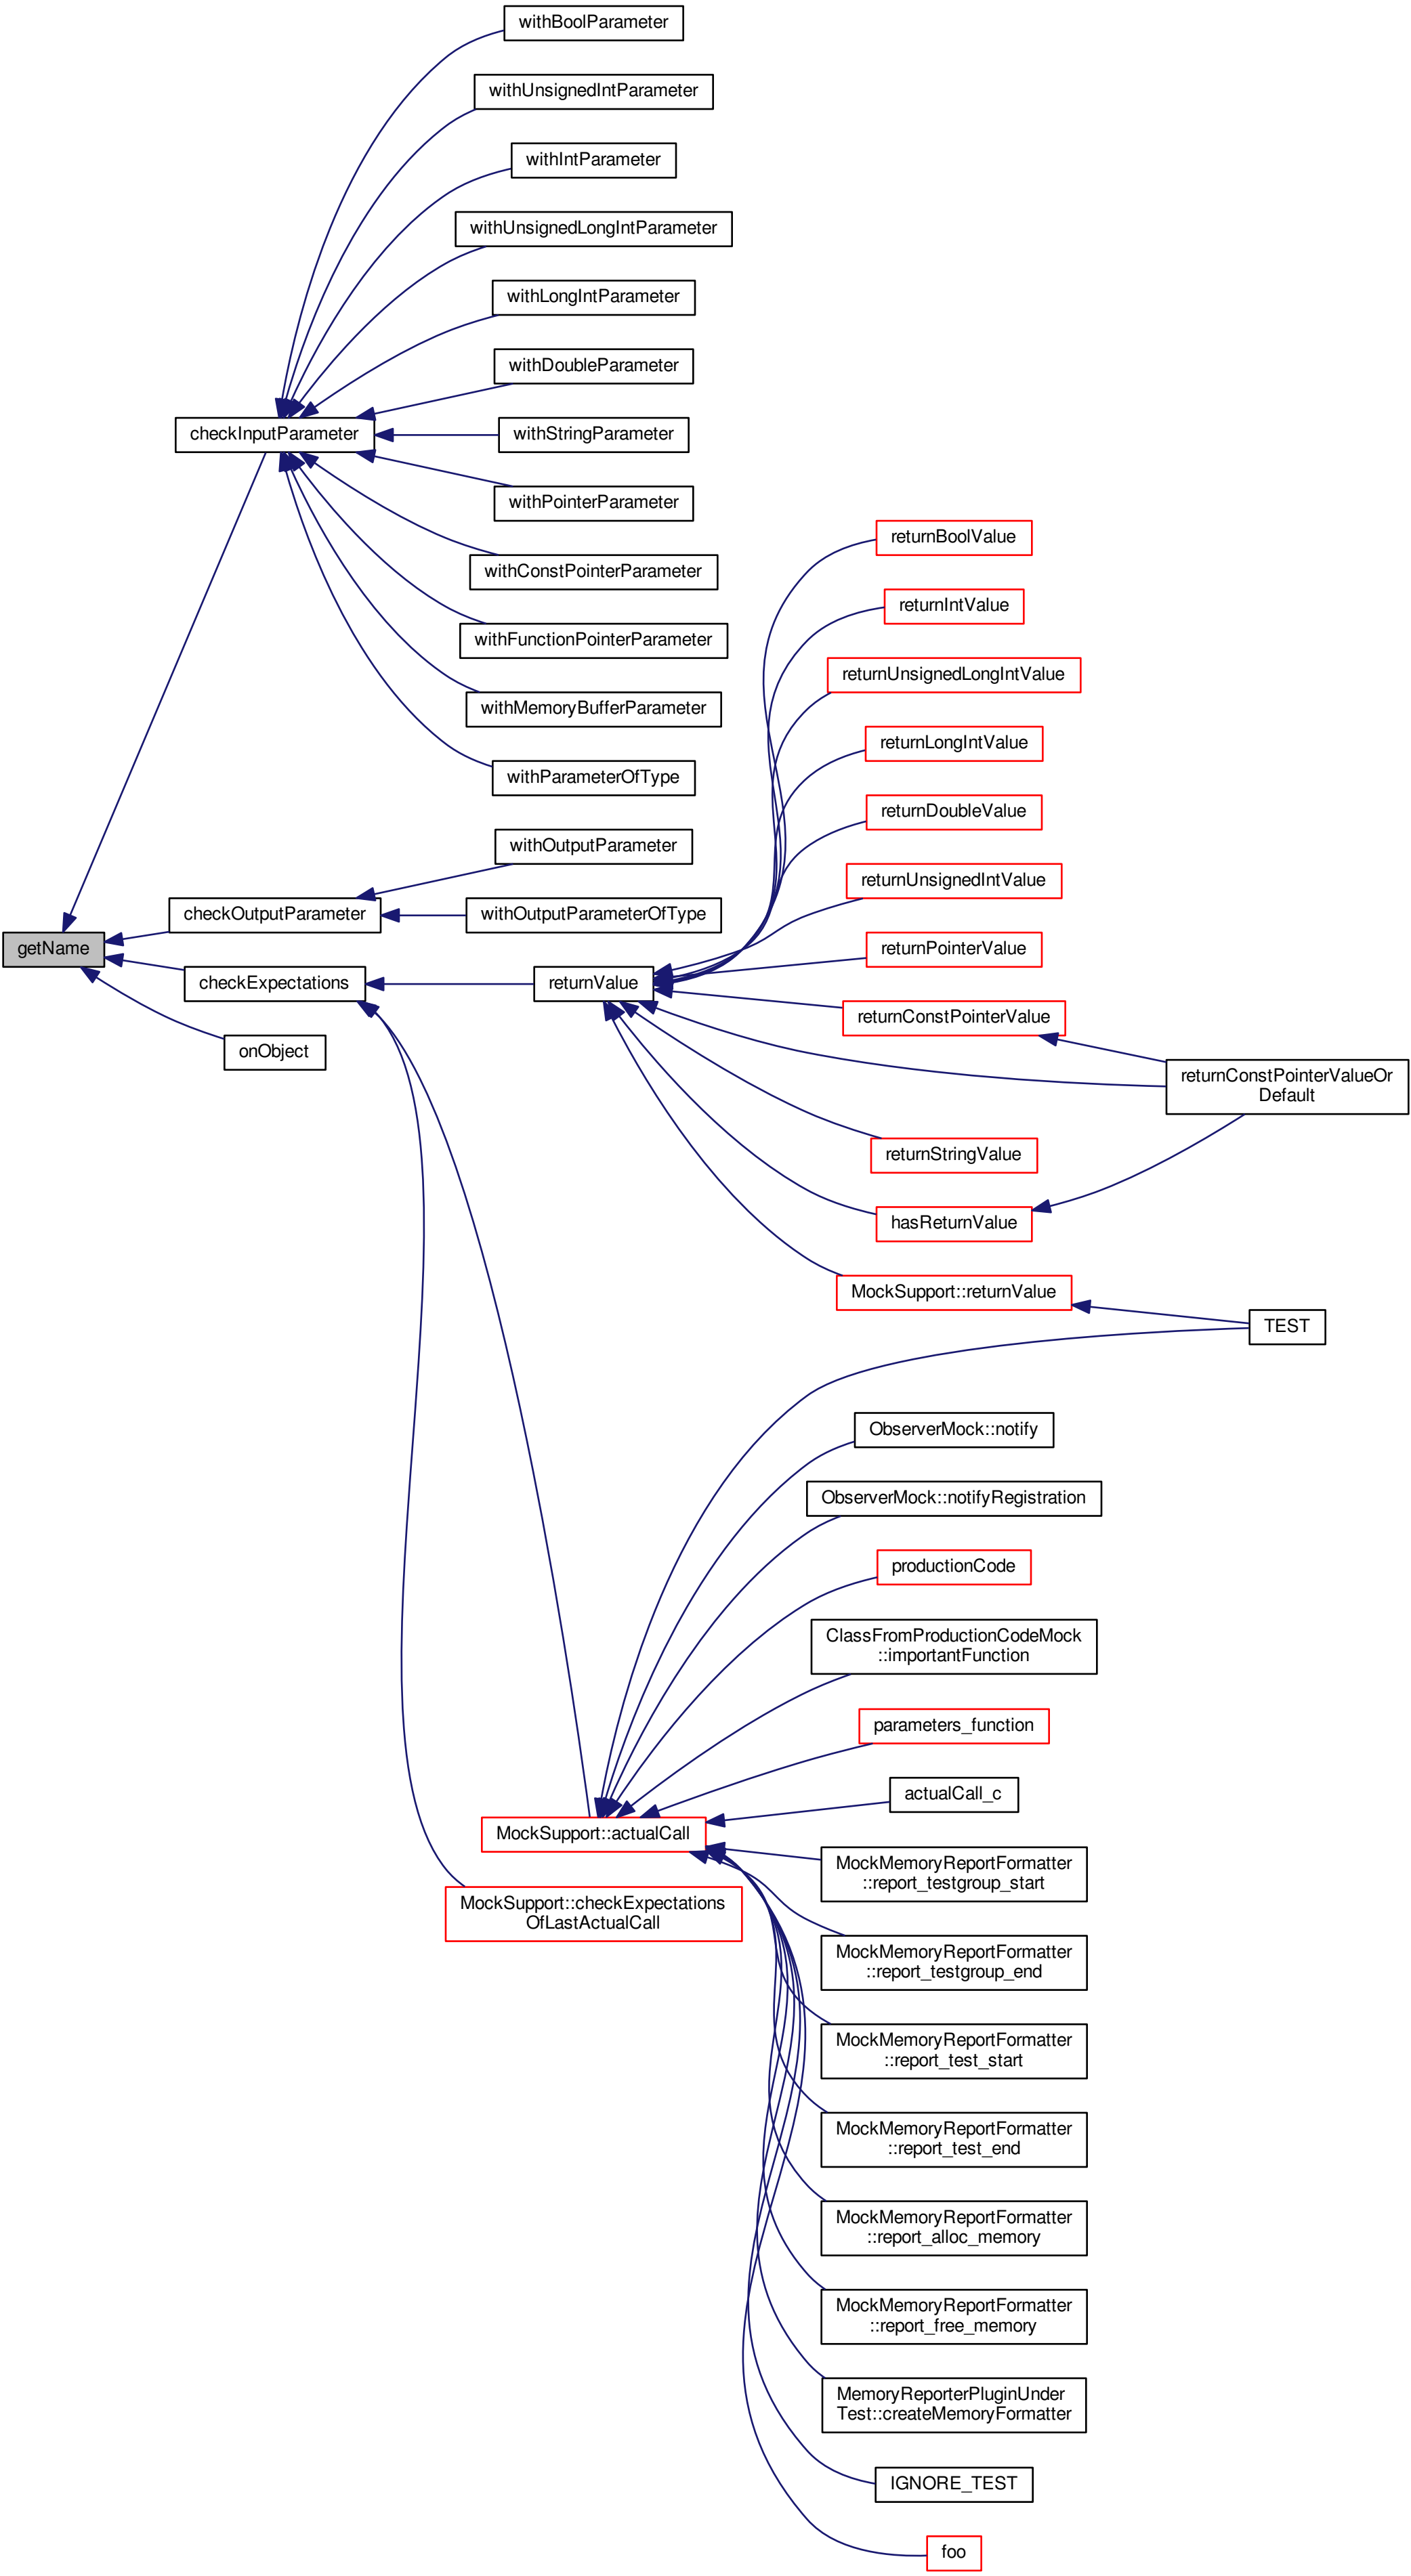 withBoolParameter
withUnsignedIntParameter
withIntParameter
withUnsignedLongIntParameter
withLongIntParameter
withDoubleParameter
checkInputParameter
withStringParameter
withPointerParameter
returnBoolValue
withConstPointerParameter
returnIntValue
withFunctionPointerParameter
returnUnsignedLongIntValue
withMemoryBufferParameter
returnLongIntValue
withParameterOfType
returnDoubleValue
withOutputParameter
returnUnsignedIntValue
checkOutputParameter
withOutputParameterOfType
getName
returnPointerValue
checkExpectations
returnValue
returnConstPointerValue
onObject
returnConstPointerValueOr
Default
returnStringValue
hasReturnValue
MockSupport::returnValue
TEST
ObserverMock::notify
ObserverMock::notifyRegistration
productionCode
ClassFromProductionCodeMock
::importantFunction
parameters_function
actualCall_c
MockSupport::actualCall
MockMemoryReportFormatter
::report_testgroup_start
MockSupport::checkExpectations
OfLastActualCall
MockMemoryReportFormatter
::report_testgroup_end
MockMemoryReportFormatter
::report_test_start
MockMemoryReportFormatter
::report_test_end
MockMemoryReportFormatter
::report_alloc_memory
MockMemoryReportFormatter
::report_free_memory
MemoryReporterPluginUnder
Test::createMemoryFormatter
IGNORE_TEST
foo